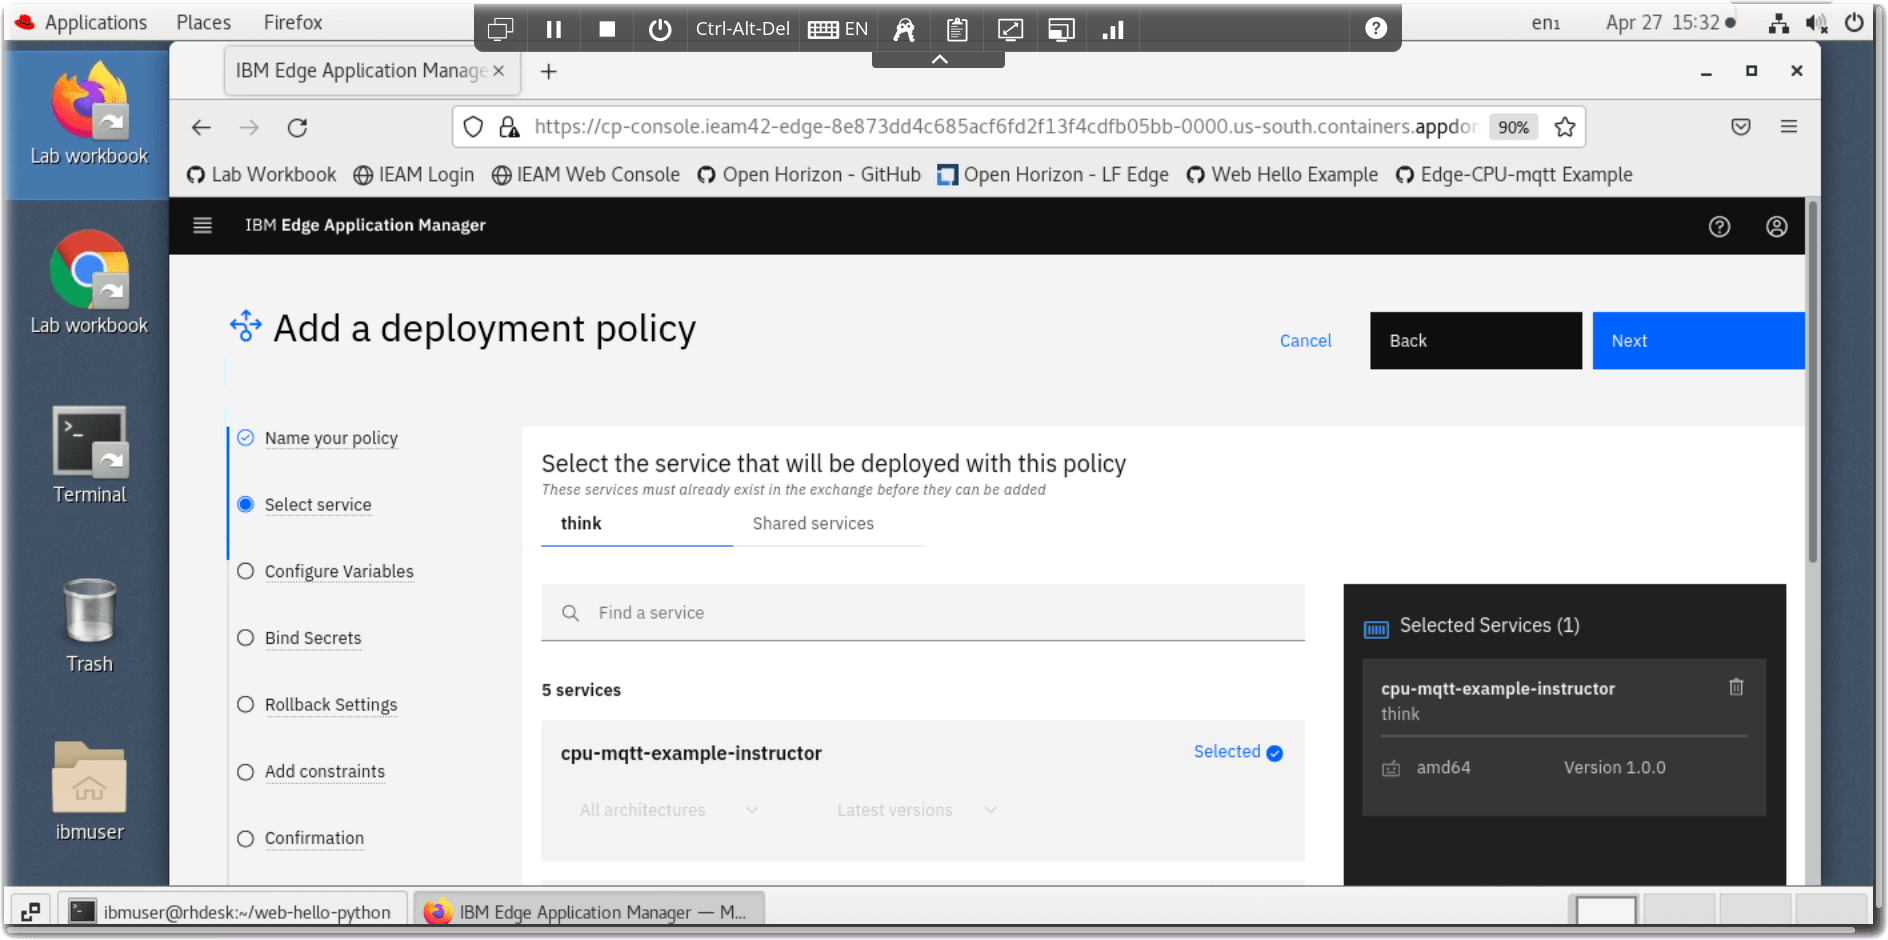 Applications Places Firefox
Ctrl-Alt-Del EN
en₁ Apr 27 15:32
IBM Edge Application Manage
https://cp-console.ieam42-edge-8e873dd4c685acf6fd2f13f4cdfb05bb-0000.us-south.containers.appdon 90%
Lab Workbook IEAM Login IEAM Web Console Open Horizon - GitHub Open Horizon - LF Edge Web Hello Example Edge-CPU-mqtt Example
Lab workbook
Lab workbook
Terminal
Trash
ibmuser
IBM Edge Application Manager
Add a deployment policy
Cancel
Back
Next
Name your policy
Select service
Configure Variables
Bind Secrets
Rollback Settings
Add constraints
Confirmation
Select the service that will be deployed with this policy
These services must already exist in the exchange before they can be added
think Shared services
Find a service
5 services
cpu-mqtt-example-instructor Selected
All architectures Latest versions
Selected Services (1)
cpu-mqtt-example-instructor
think
amd64 Version 1.0.0
ibmuser@rhdesk:~/web-hello-python IBM Edge Application Manager — M...